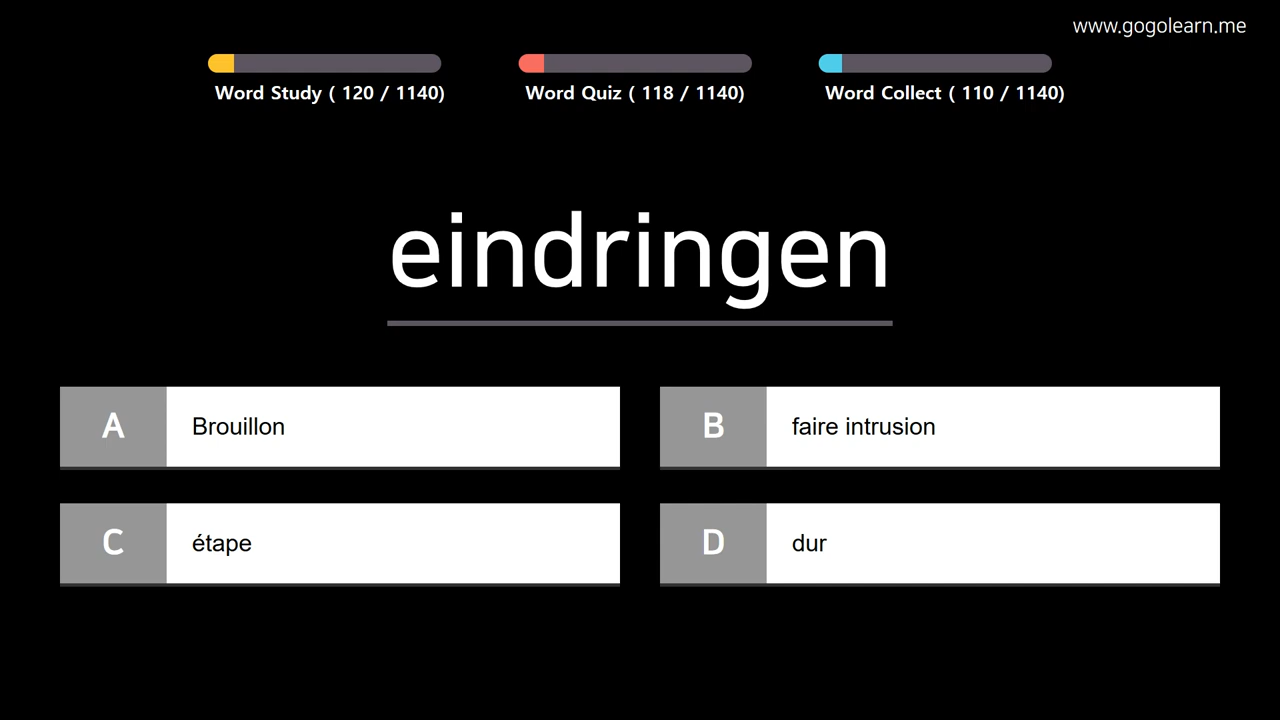 www.gogolearn.me
Word Study ( 120 / 1140)
Word Quiz ( 118 / 1140)
Word Collect ( 110 / 1140)
eindringen
A
Brouillon
B
faire intrusion
C
étape
D
dur